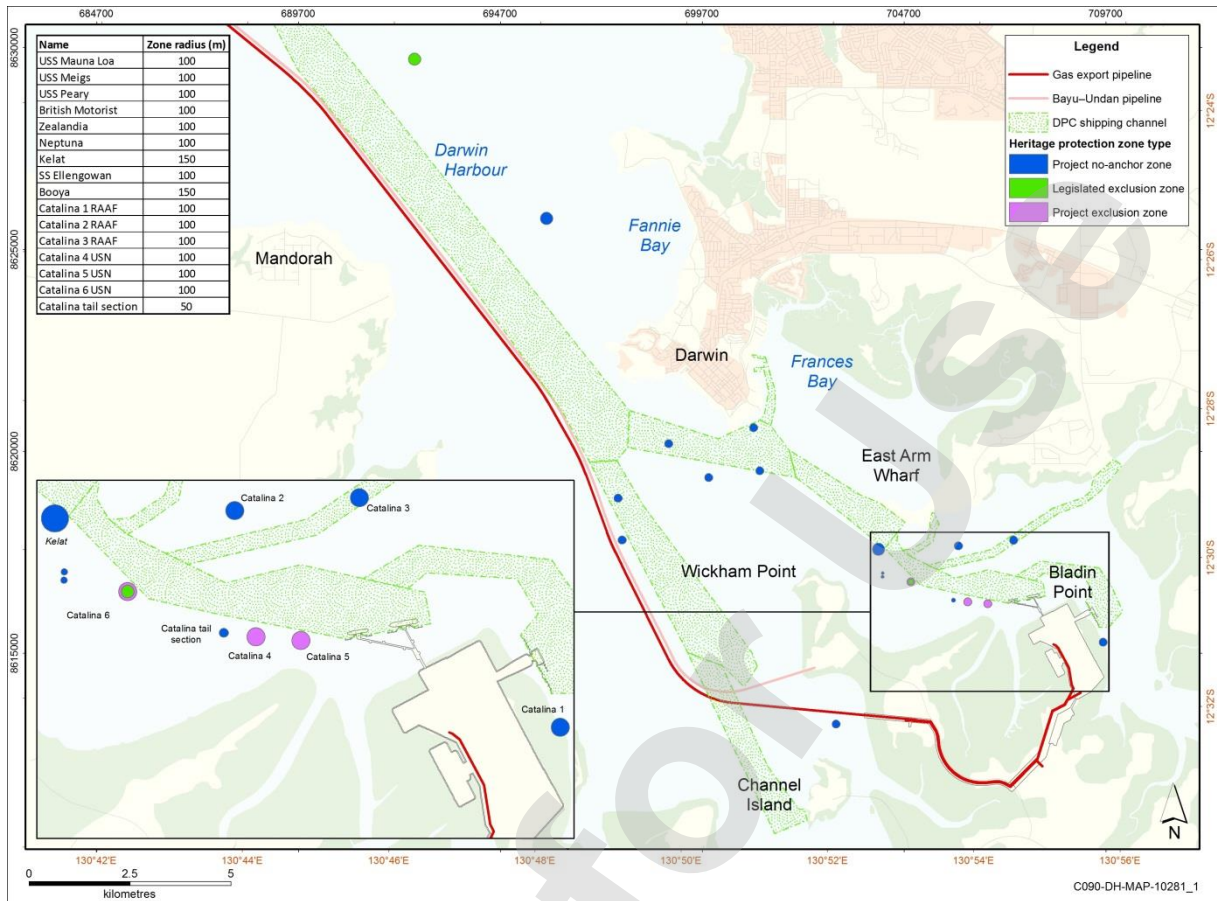 684700 689700 694700 699700 704700 709700
Name Zone radius (m)
USS Mauna Loa 100
USS Meigs 100
USS Peary 100
British Motorist 100
Zealandia 100
Neptuna 100
Kelat 150
SS Ellengowan 100
Booya 150
Catalina 1 RAAF 100
Catalina 2 RAAF 100
Catalina 3 RAAF 100
Catalina 4 USN 100
Catalina 5 USN 100
Catalina 6 USN 100
Catalina tail section 50
Legend
Gas export pipeline
Bayu–Undan pipeline
DPC shipping channel
Heritage protection zone type
Project no-anchor zone
Legislated exclusion zone
Project exclusion zone
8630000
8625000
8620000
8615000
12°24'S
12°26'S
12°28'S
12°30'S
12°32'S
Darwin
Harbour
Fannie
Bay
Mandorah
Darwin
Frances
Bay
East Arm
Wharf
Wickham Point
Bladin
Point
Channel
Island
Catalina 2
Catalina 3
Kelat
Catalina 6
Catalina tail
section
Catalina 4
Catalina 5
Catalina 1
N
130°42'E 130°44'E 130°46'E 130°48'E 130°50'E 130°52'E 130°54'E 130°56'E
0 2.5 5
kilometres
C090-DH-MAP-10281_1
for Use